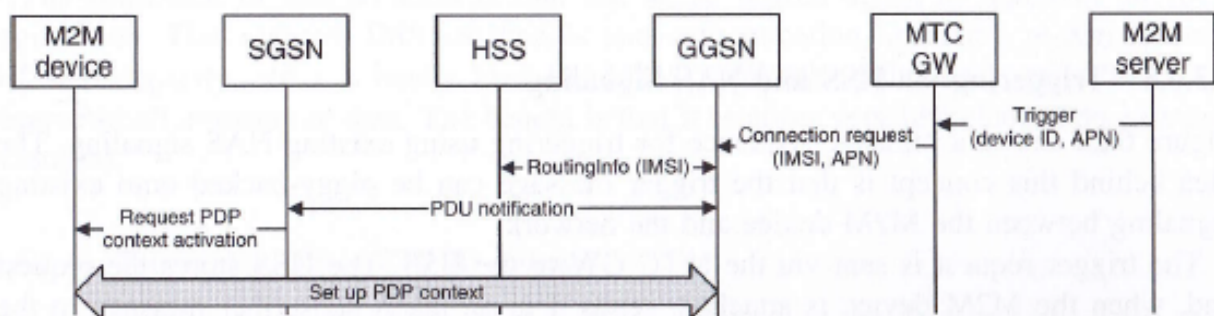 M2M
device
SGSN
HSS
GGSN
MTC
GW
M2M
server
Trigger
(device ID, APN)
Connection request
(IMSI, APN)
RoutingInfo (IMSI)
PDU notification
Request PDP
context activation
Set up PDP context